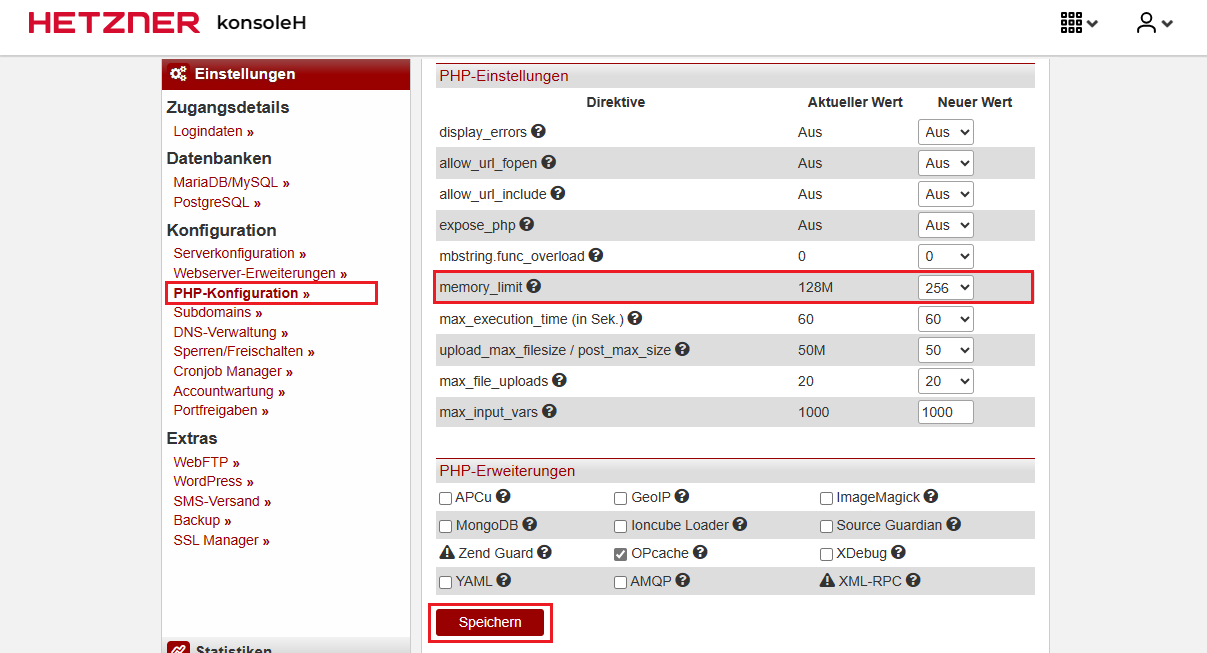 HETZNER konsoleH
Einstellungen
Zugangsdetails
Logindaten »
Datenbanken
MariaDB/MySQL »
PostgreSQL »
Konfiguration
Serverkonfiguration »
Webserver-Erweiterungen »
PHP-Konfiguration »
Subdomains »
DNS-Verwaltung »
Sperren/Freischalten »
Cronjob Manager »
Accountwartung »
Portfreigaben »
Extras
WebFTP »
WordPress »
SMS-Versand »
Backup »
SSL Manager »
Statistiken
PHP-Einstellungen
Direktive Aktueller Wert Neuer Wert
display_errors ? Aus Aus
allow_url_fopen ? Aus Aus
allow_url_include ? Aus Aus
expose_php ? Aus Aus
mbstring.func_overload ? 0 0
memory_limit ? 128M 256
max_execution_time (in Sek.) ? 60 60
upload_max_filesize / post_max_size ? 50M 50
max_file_uploads ? 20 20
max_input_vars ? 1000 1000
PHP-Erweiterungen
APCu ? GeoIP ? ImageMagick ?
MongoDB ? Ioncube Loader ? Source Guardian ?
Zend Guard ? OPcache ? XDebug ?
YAML ? AMQP ? XML-RPC ?
Speichern